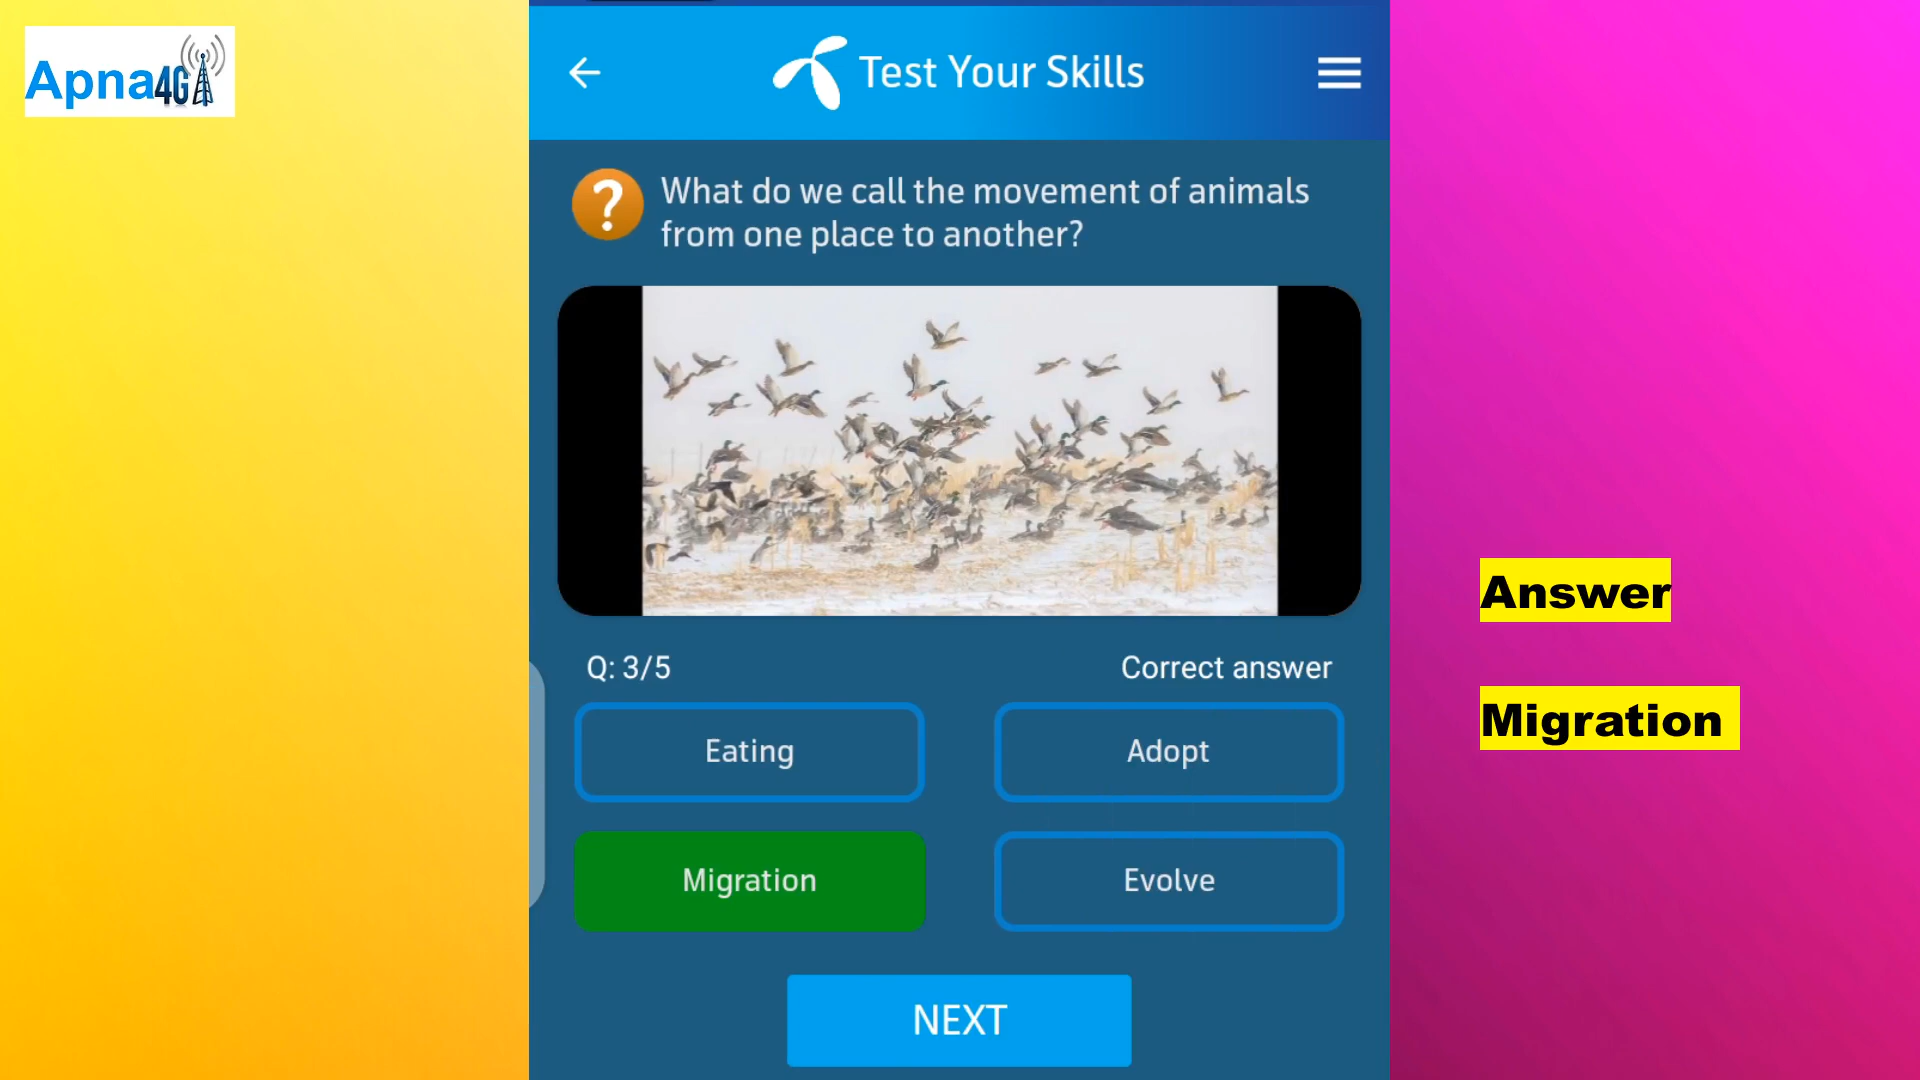 Apna4G
Test Your Skills
?
What do we call the movement of animals
from one place to another?
Q: 3/5
Correct answer
Eating
Adopt
Migration
Evolve
NEXT
Answer
Migration